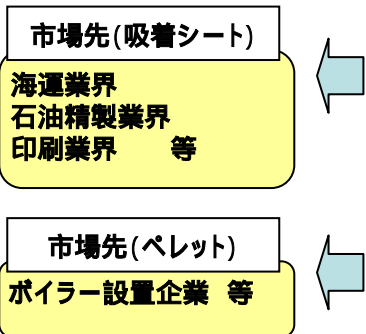 市場先(吸着シート)
海運業界
石油精製業界
印刷業界　　等
市場先(ペレット)
ボイラー設置企業　等